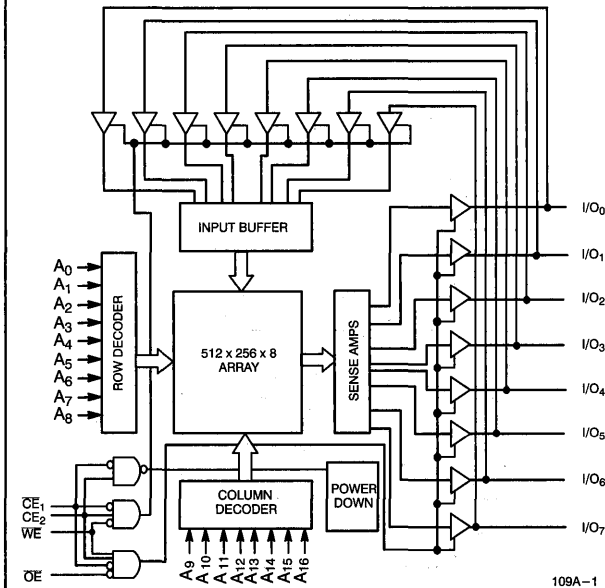 INPUT BUFFER
I/O0
I/O1
I/O2
I/O3
I/O4
I/O5
I/O6
I/O7
A0
A1
A2
A3
A4
A5
A6
A7
A8
ROW DECODER
512 x 256 x 8
ARRAY
SENSE AMPS
CE1
CE2
WE
OE
COLUMN
DECODER
POWER
DOWN
A9
A10
A11
A12
A13
A14
A15
A16
109A–1